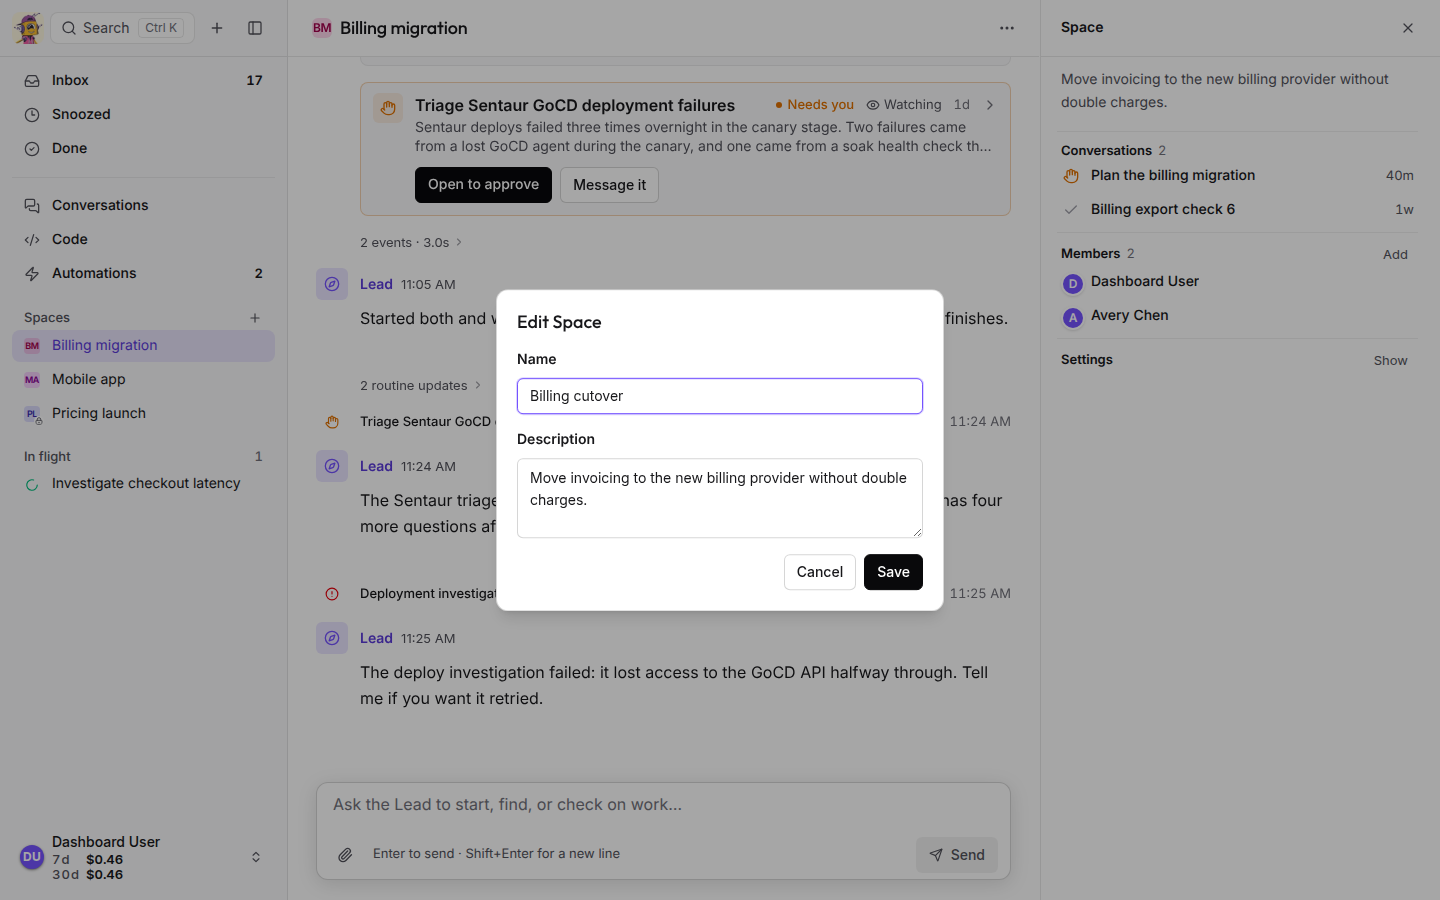 Search Ctrl K
Inbox 17
Snoozed
Done
Conversations
Code
Automations 2
Spaces
BM Billing migration
MA Mobile app
PL Pricing launch
In flight 1
Investigate checkout latency
DU Dashboard User
7d $0.46
30d $0.46
BM Billing migration
Triage Sentaur GoCD deployment failures Needs you Watching 1d
Sentaur deploys failed three times overnight in the canary stage. Two failures came
from a lost GoCD agent during the canary, and one came from a soak health check th...
Open to approve Message it
2 events · 3.0s
Lead 11:05 AM
Started both and finishes.
2 routine updates
Triage Sentaur GoCD 11:24 AM
Lead 11:24 AM
The Sentaur triage has four
more questions
Deployment 11:25 AM
Lead 11:25 AM
The deploy investigation failed: it lost access to the GoCD API halfway through. Tell
me if you want it retried.
Ask the Lead to start, find, or check on work...
Enter to send · Shift+Enter for a new line
Send
Edit Space
Name
Billing cutover
Description
Move invoicing to the new billing provider without double
charges.
Cancel Save
Space
Move invoicing to the new billing provider without
double charges.
Conversations 2
Plan the billing migration 40m
Billing export check 6 1w
Members 2 Add
D Dashboard User
A Avery Chen
Settings Show